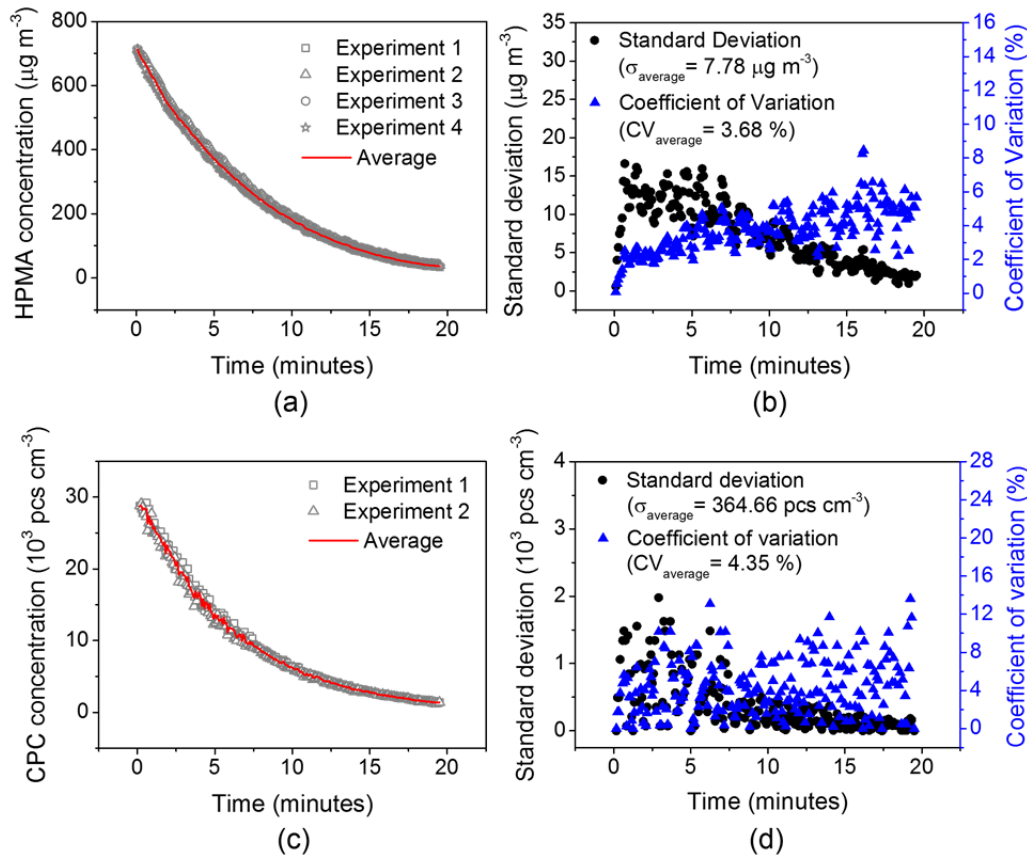 HPMA concentration (µg m⁻³)
800
600
400
200
0
Experiment 1
Experiment 2
Experiment 3
Experiment 4
Average
0 5 10 15 20
Time (minutes)
(a)
Standard deviation (µg m⁻³)
35
30
25
20
15
10
5
0
Standard Deviation
(σaverage= 7.78 µg m⁻³)
Coefficient of Variation
(CVaverage= 3.68 %)
16
14
12
10
8
6
4
2
0
Coefficient of Variation (%)
0 5 10 15 20
Time (minutes)
(b)
CPC concentration (10³ pcs cm⁻³)
30
20
10
0
Experiment 1
Experiment 2
Average
0 5 10 15 20
Time (minutes)
(c)
Standard deviation (10³ pcs cm⁻³)
4
3
2
1
0
Standard deviation
(σaverage= 364.66 pcs cm⁻³)
Coefficient of variation
(CVaverage= 4.35 %)
28
24
20
16
12
8
4
0
Coefficient of variation (%)
0 5 10 15 20
Time (minutes)
(d)